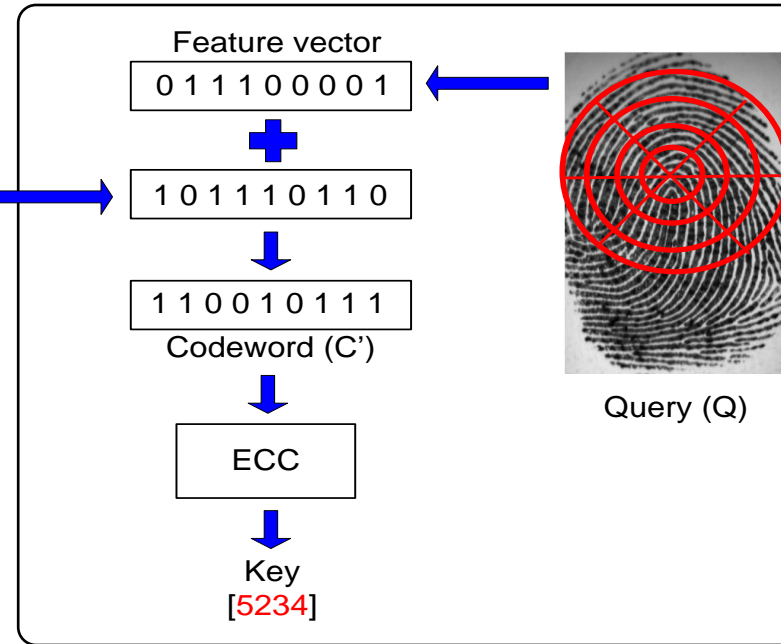 Feature vector
0 1 1 1 0 0 0 0 1
1 0 1 1 1 0 1 1 0
1 1 0 0 1 0 1 1 1
Codeword (C’)
ECC
Key
[5234]
Query (Q)